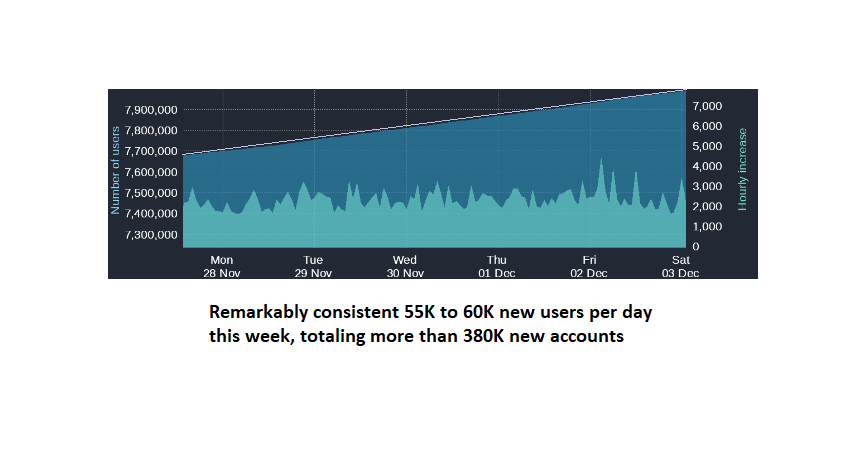 Number of users
7,900,000
7,800,000
7,700,000
7,600,000
7,500,000
7,400,000
7,300,000
7,000
6,000
5,000
4,000
3,000
2,000
1,000
0
Hourly increase
Mon Tue Wed Thu Fri Sat
28 Nov 29 Nov 30 Nov 01 Dec 02 Dec 03 Dec
Remarkably consistent 55K to 60K new users per day
this week, totaling more than 380K new accounts